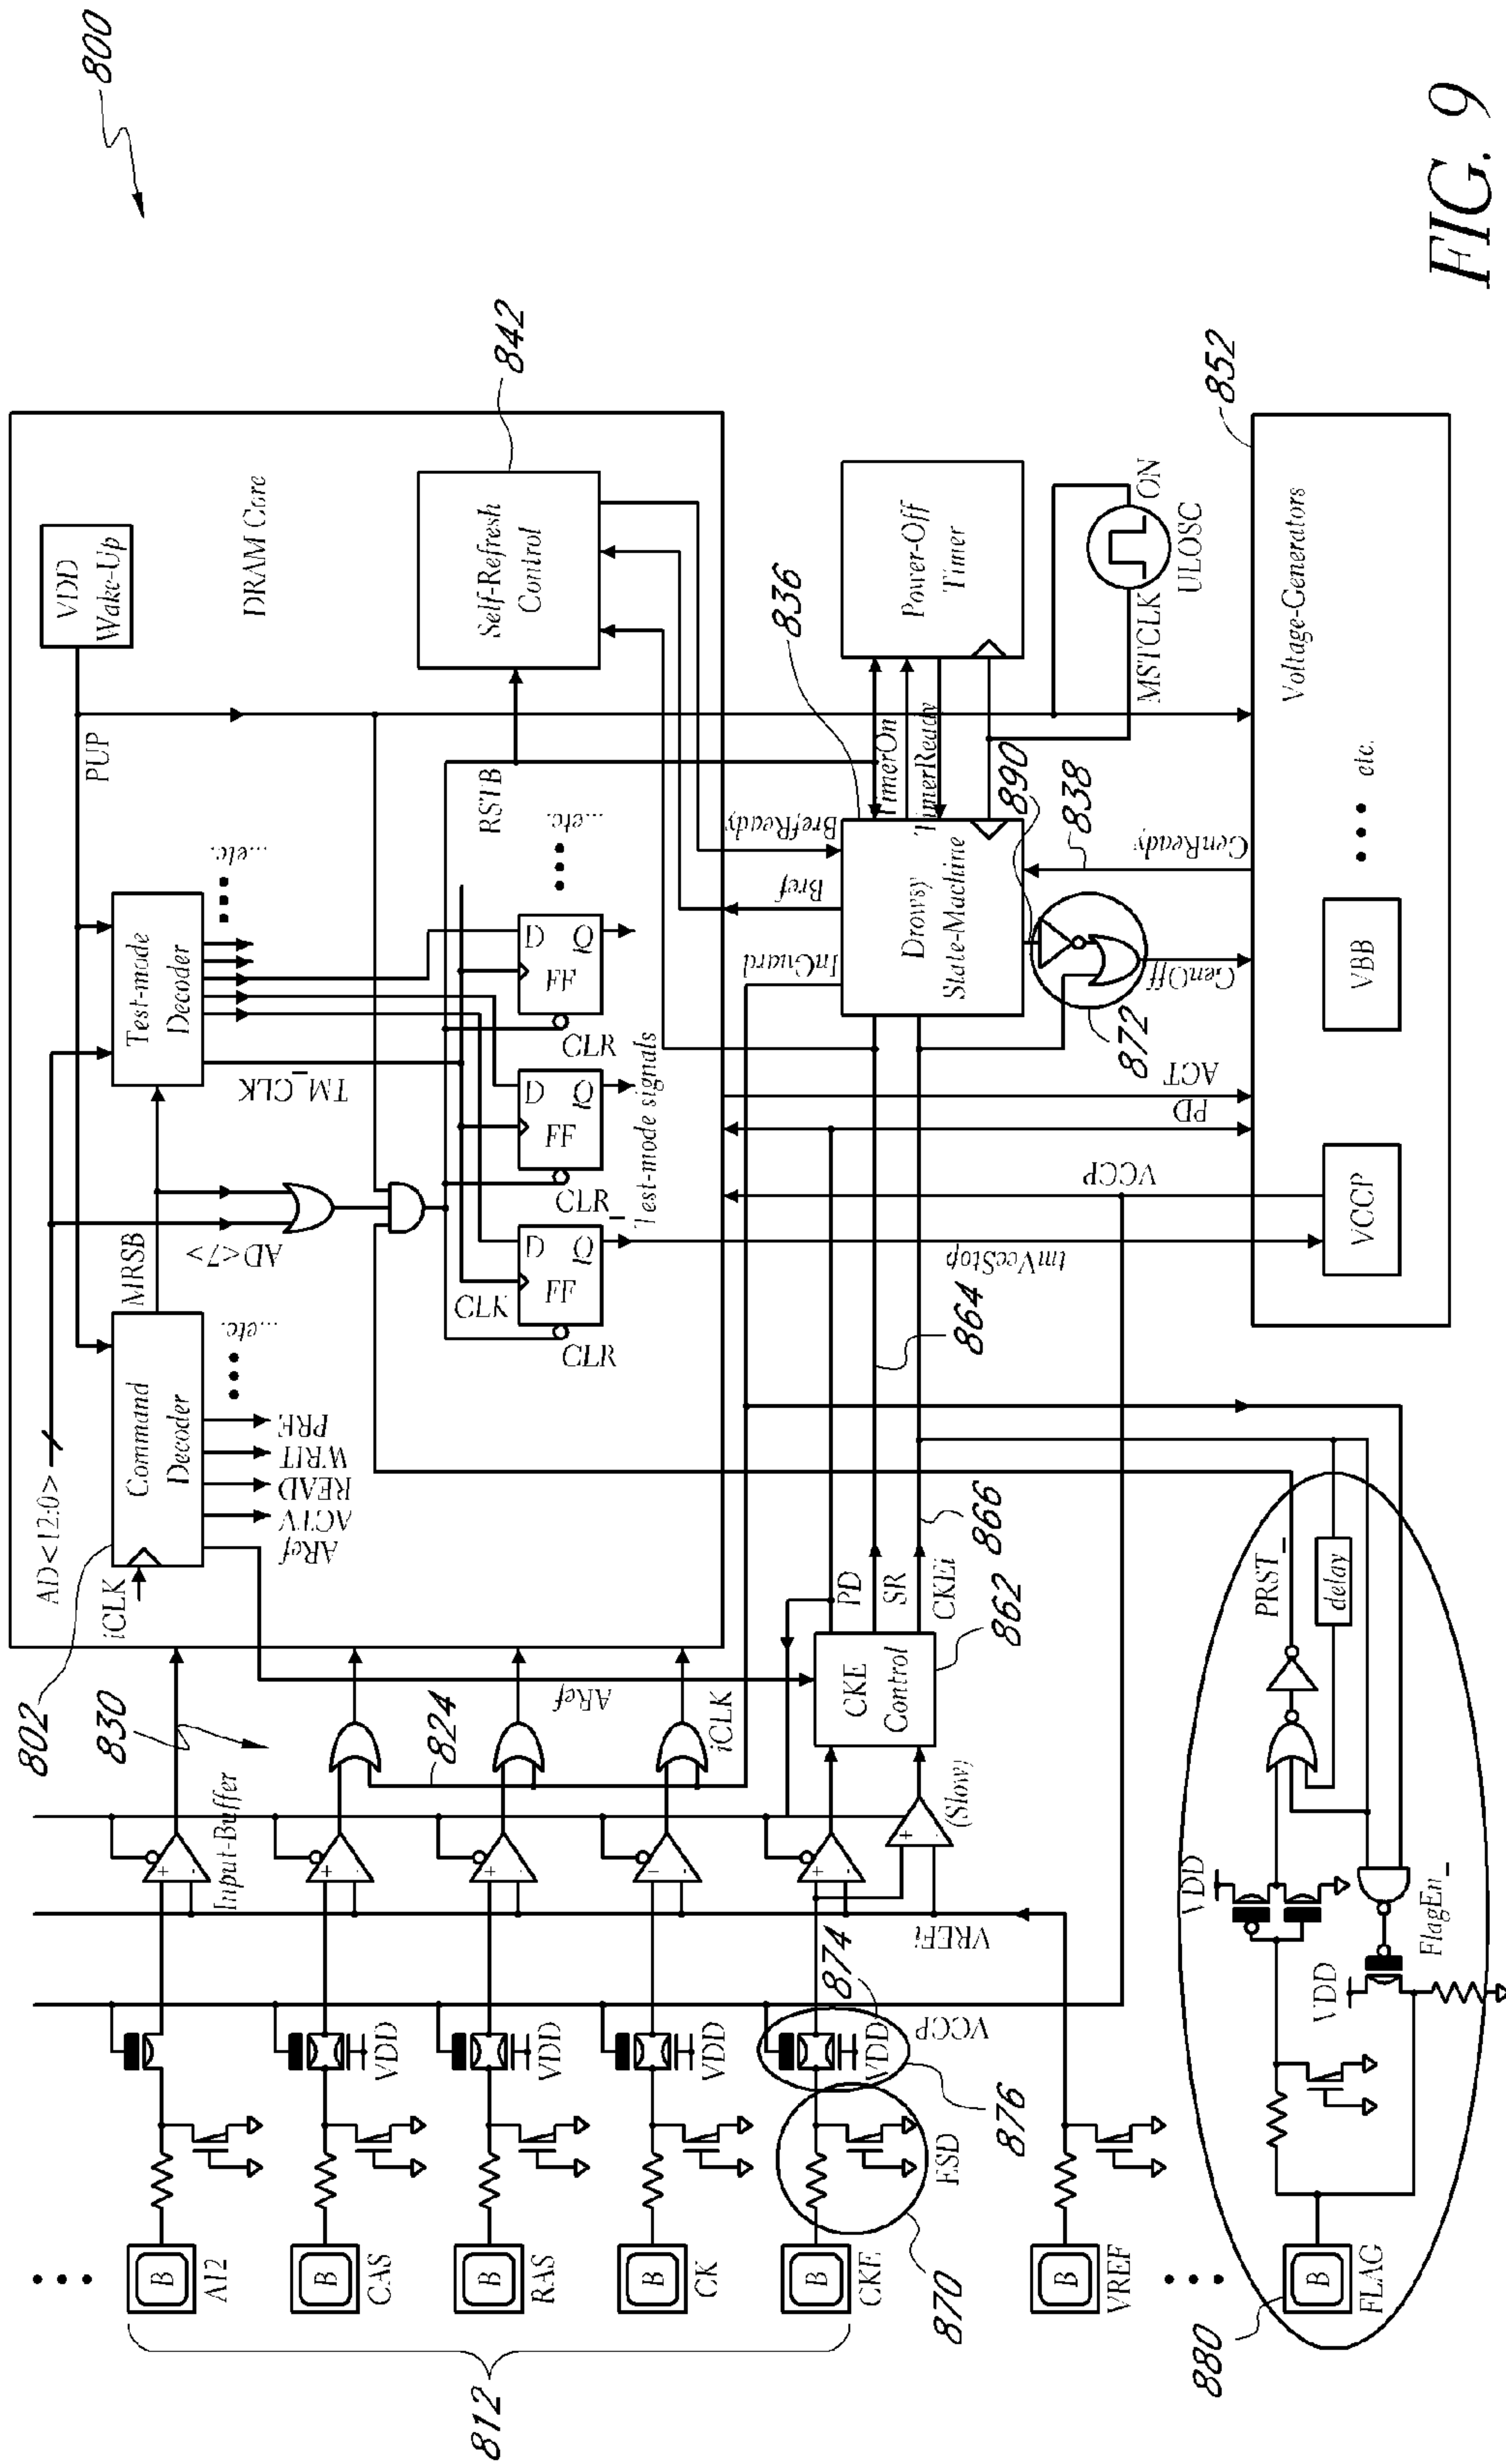 800
802
AD<12:0>
iCLK
Command
Decoder
ARef
ACTV
READ
WRIT
PRE
...etc.
MRSB
AD<7>
Test-mode
Decoder
...etc.
TM_CLK
PUP
VDD
Wake-Up
DRAM Core
842
Self-Refresh
Control
RSTB
CLK
CLR
D
Q
FF
CLR_
D
Q
FF
CLR
D
Q
FF
...etc.
Test-mode signals
830
824
Input-Buffer
iCLK
ARef
812
B
A12
B
CAS
VDD
B
RAS
VDD
B
CK
VDD
B
CKE
VDD
ESD
870
874
876
VCCP
VREFi
B
VREF
(Slow)
CKE
Control
862
PD
SR
CKEi
864
866
tmVccStop
VCCP
PD
ACT
InGuard
Bref
BrefReady
836
Drowsy
State-Machine
TimerOn
TimerReady
Power-Off
Timer
MSTCLK
ON
ULOSC
890
838
872
GenOff
GenReady
852
Voltage-Generators
VCCP
VBB
etc.
880
B
FLAG
VDD
VDD
FlagEn_
delay
PRST_
FIG. 9